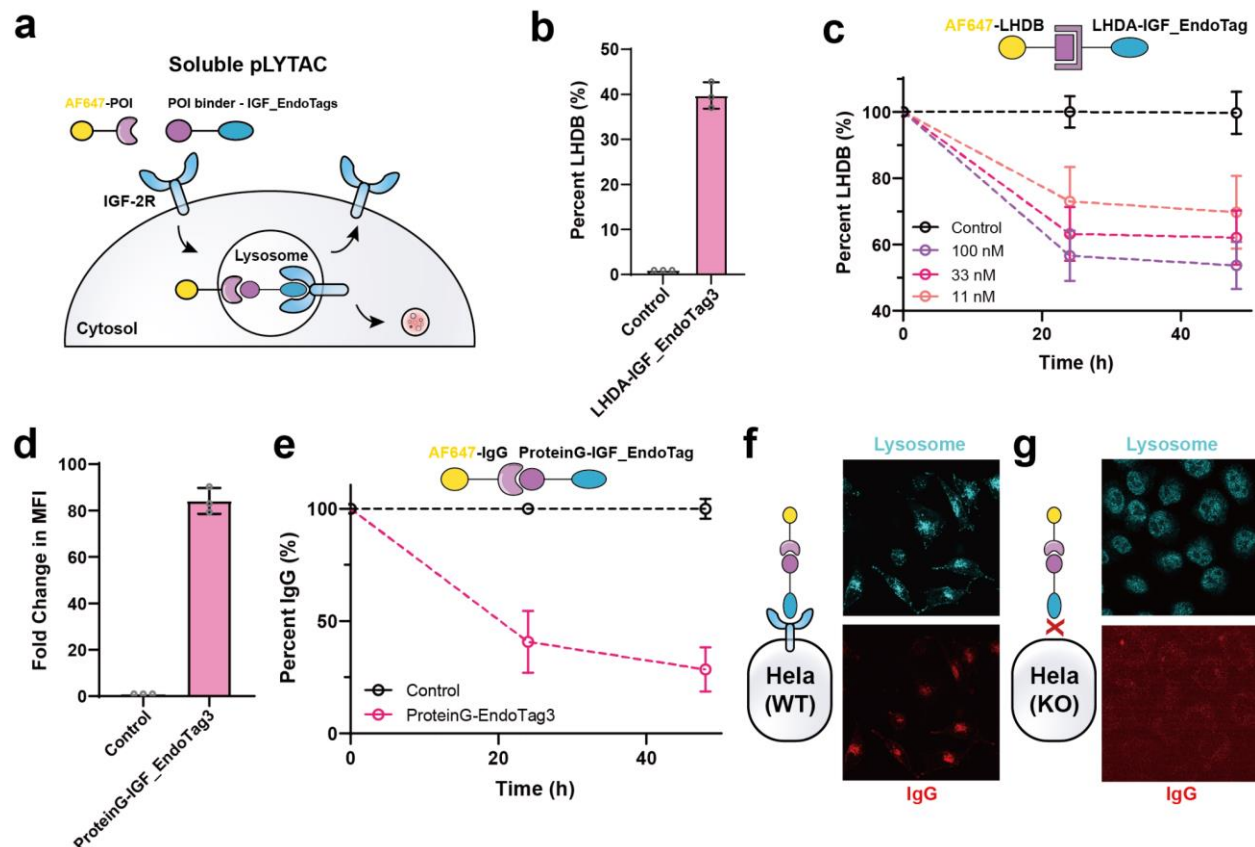 a
Soluble pLYTAC
AF647-POI
POI binder - IGF_EndoTags
IGF-2R
Lysosome
Cytosol
b
Percent LHDB (%)
50
40
30
20
10
0
Control
LHDA-IGF_EndoTag3
c
AF647-LHDB
LHDA-IGF_EndoTag
Percent LHDB (%)
100
80
60
40
Control
100 nM
33 nM
11 nM
0
20
40
Time (h)
d
Fold Change in MFI
100
80
60
40
20
0
Control
ProteinG-IGF_EndoTag3
e
AF647-IgG ProteinG-IGF_EndoTag
Percent IgG (%)
100
50
0
Control
ProteinG-EndoTag3
0
20
40
Time (h)
f
Lysosome
Hela
(WT)
IgG
g
Lysosome
X
Hela
(KO)
IgG